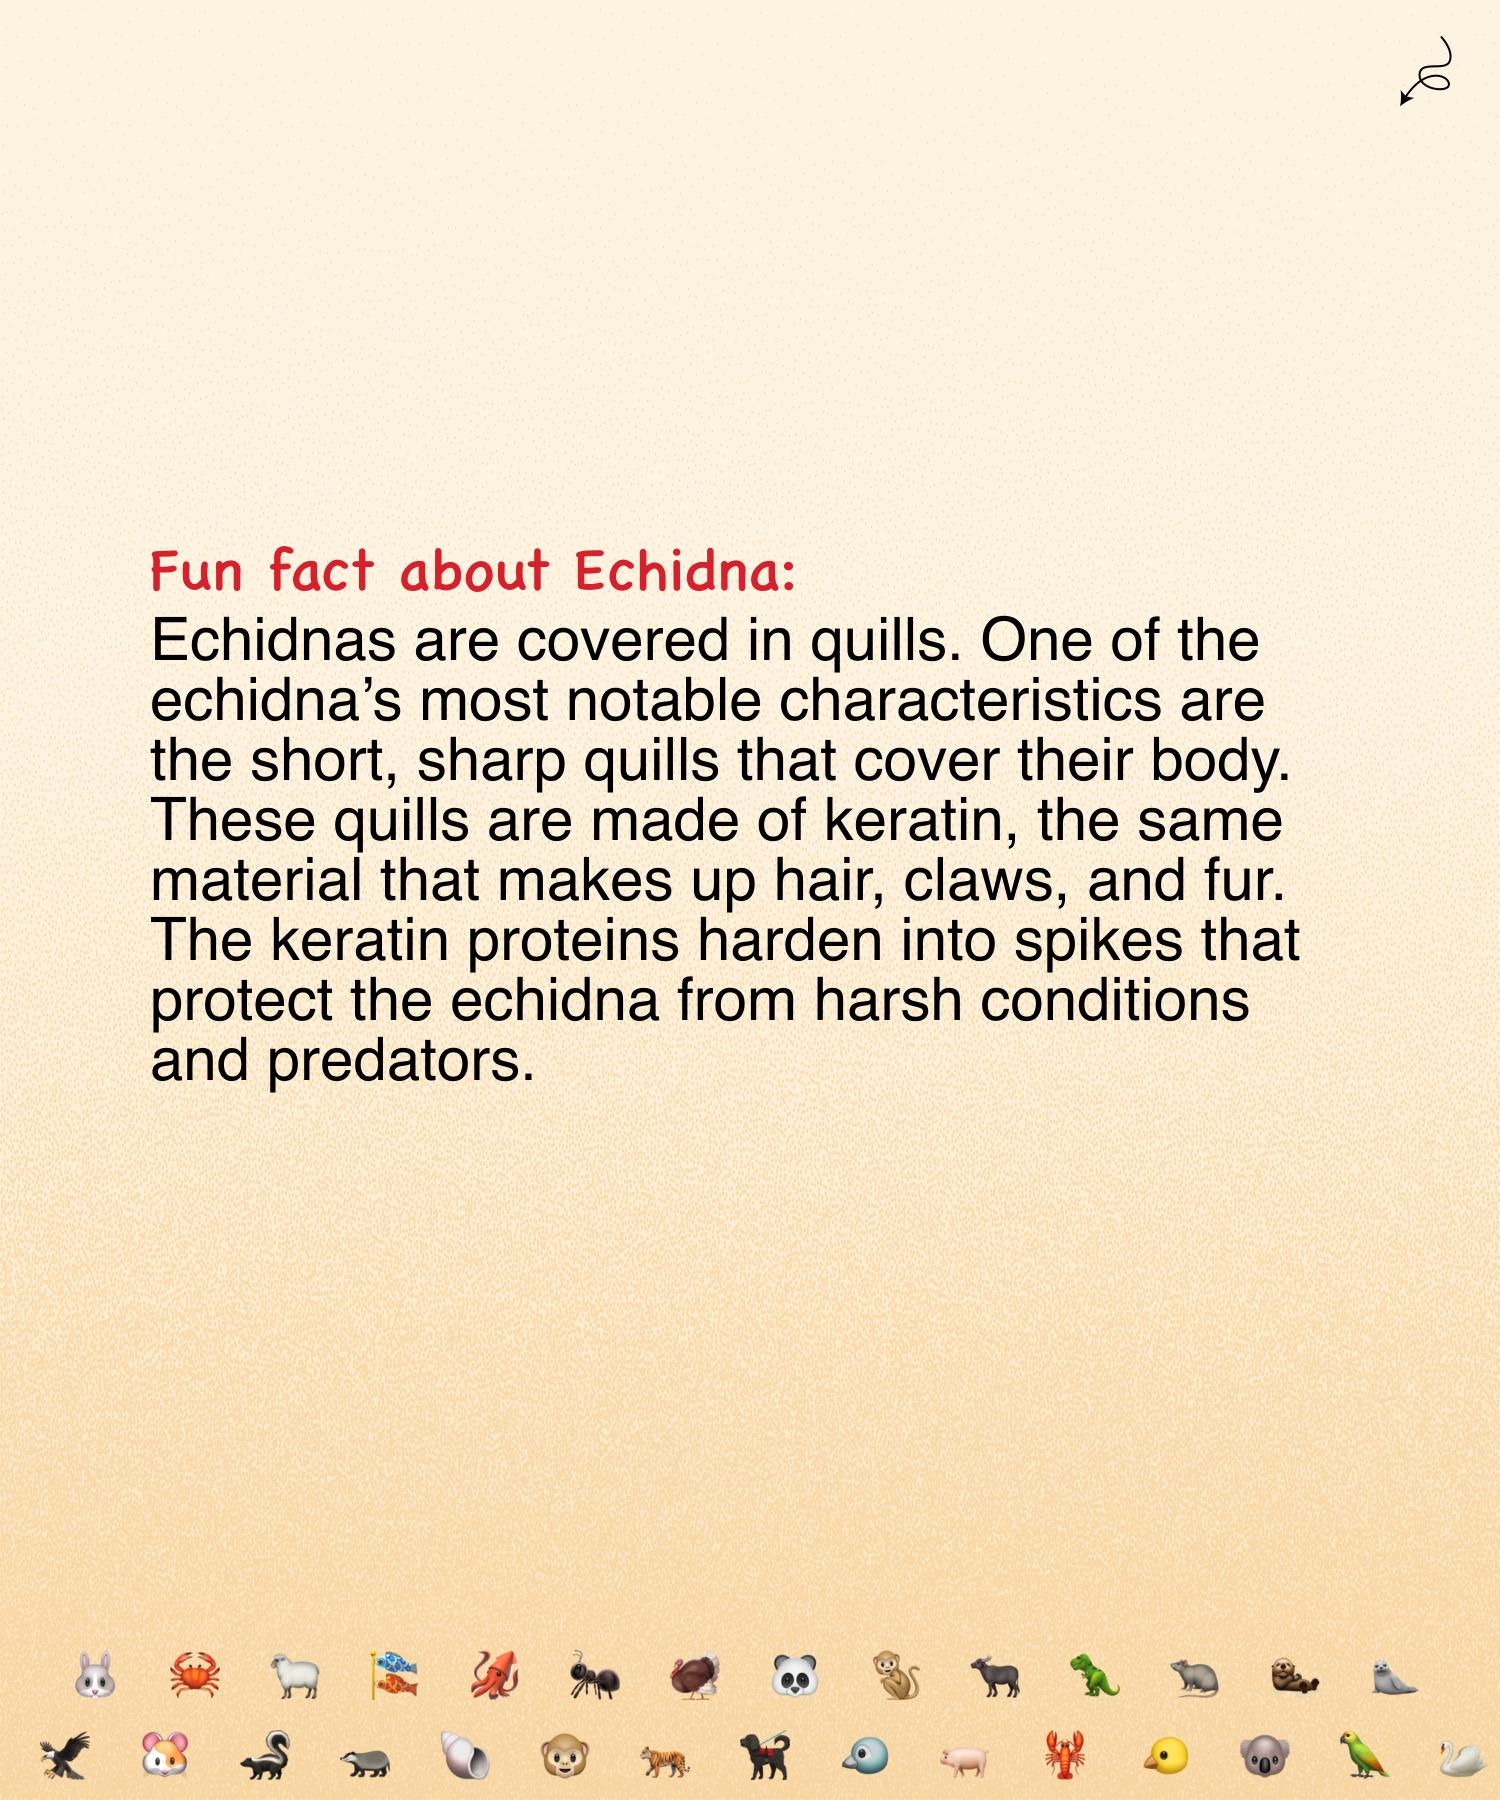 Fun fact about Echidna:
Echidnas are covered in quills. One of the
echidna’s most notable characteristics are
the short, sharp quills that cover their body.
These quills are made of keratin, the same
material that makes up hair, claws, and fur.
The keratin proteins harden into spikes that
protect the echidna from harsh conditions
and predators.